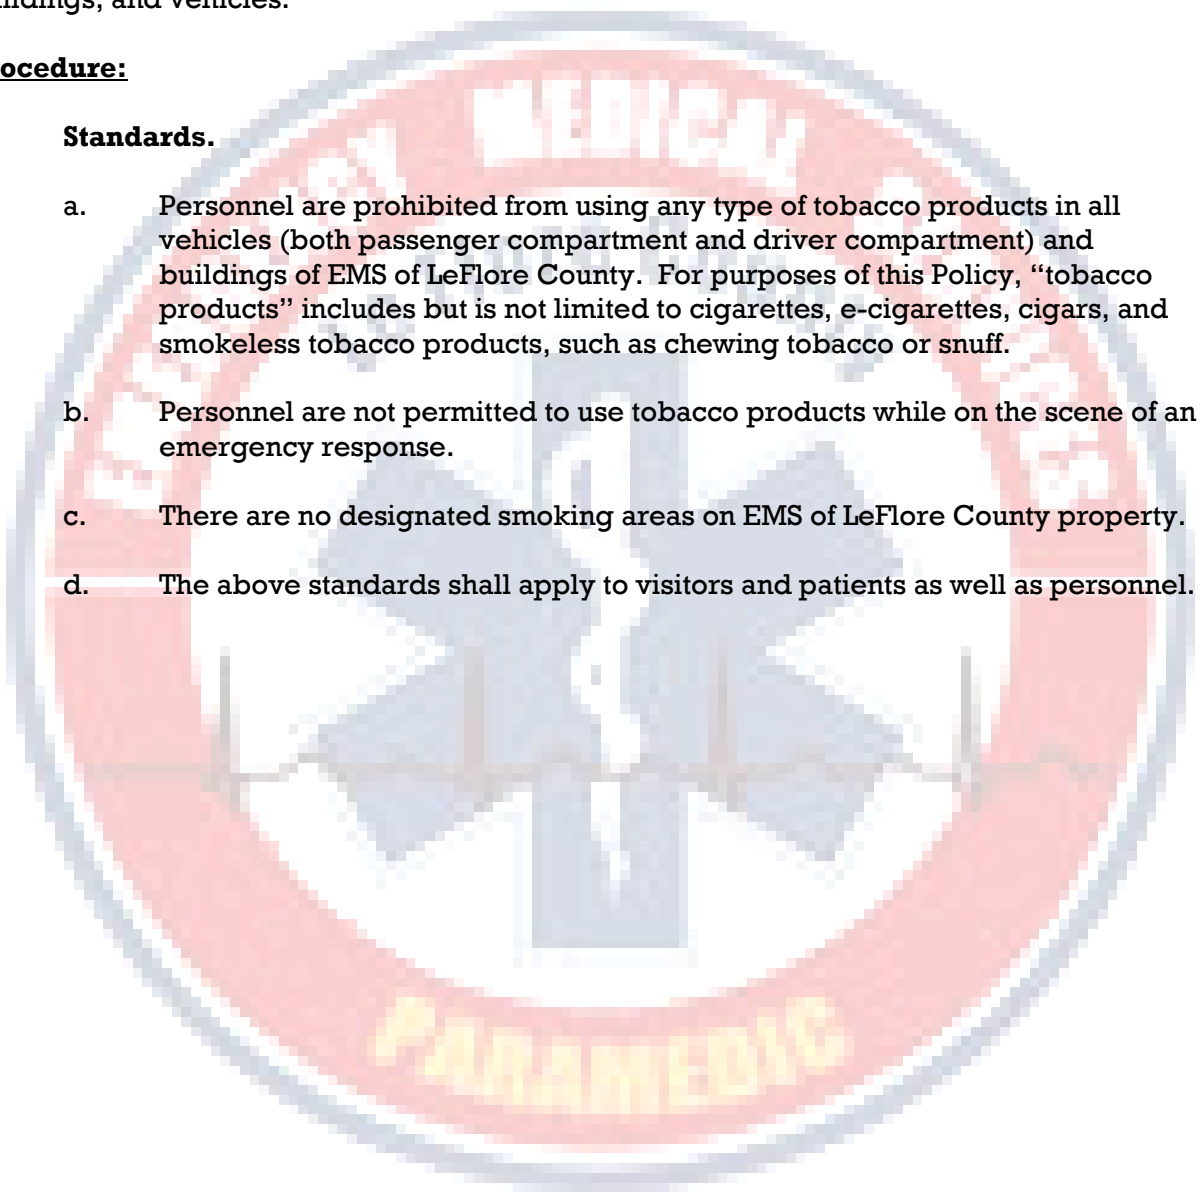 ildings, and vehicles.
ocedure:
Standards.
a. Personnel are prohibited from using any type of tobacco products in all
vehicles (both passenger compartment and driver compartment) and
buildings of EMS of LeFlore County. For purposes of this Policy, “tobacco
products” includes but is not limited to cigarettes, e-cigarettes, cigars, and
smokeless tobacco products, such as chewing tobacco or snuff.
b. Personnel are not permitted to use tobacco products while on the scene of an
emergency response.
c. There are no designated smoking areas on EMS of LeFlore County property.
d. The above standards shall apply to visitors and patients as well as personnel.
EMERGENCY MEDICAL SERVICES
PARAMEDIC